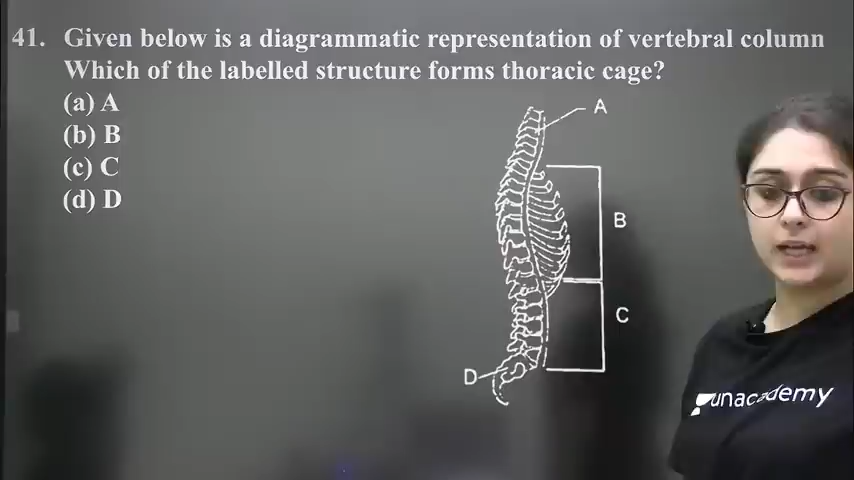 41. Given below is a diagrammatic representation of vertebral column
Which of the labelled structure forms thoracic cage?
(a) A
(b) B
(c) C
(d) D
A
B
C
D
unacademy